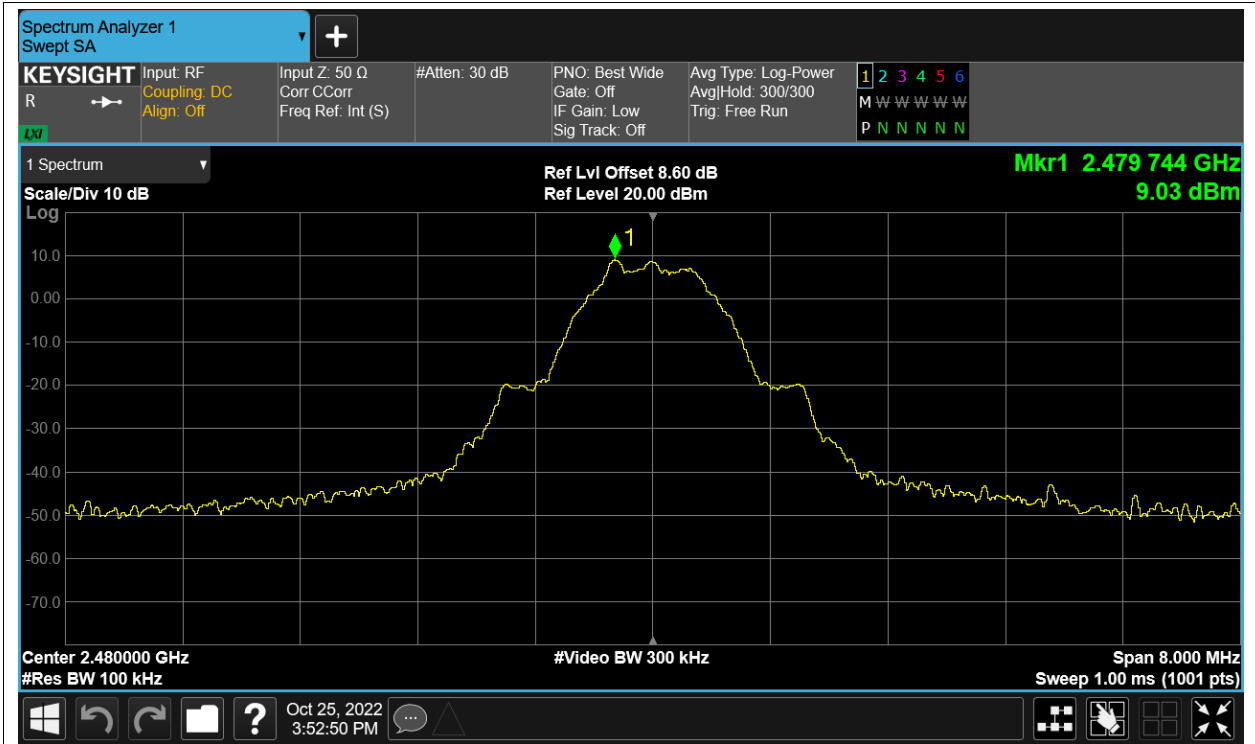 Spectrum Analyzer 1
Swept SA
+
KEYSIGHT
R
LXI
Input: RF
Coupling: DC
Align: Off
Input Z: 50 Ω
Corr CCorr
Freq Ref: Int (S)
#Atten: 30 dB
PNO: Best Wide
Gate: Off
IF Gain: Low
Sig Track: Off
Avg Type: Log-Power
Avg|Hold: 300/300
Trig: Free Run
1 2 3 4 5 6
M W W W W W
P N N N N N
1 Spectrum
Scale/Div 10 dB
Log
Ref Lvl Offset 8.60 dB
Ref Level 20.00 dBm
Mkr1 2.479 744 GHz
9.03 dBm
1
10.0
0.00
-10.0
-20.0
-30.0
-40.0
-50.0
-60.0
-70.0
Center 2.480000 GHz
#Res BW 100 kHz
#Video BW 300 kHz
Span 8.000 MHz
Sweep 1.00 ms (1001 pts)
?
Oct 25, 2022
3:52:50 PM